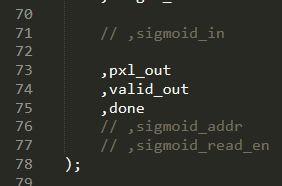 70
71 // ,sigmoid_in
72
73 ,pxl_out
74 ,valid_out
75 ,done
76 // ,sigmoid_addr
77 // ,sigmoid_read_en
78 );
79